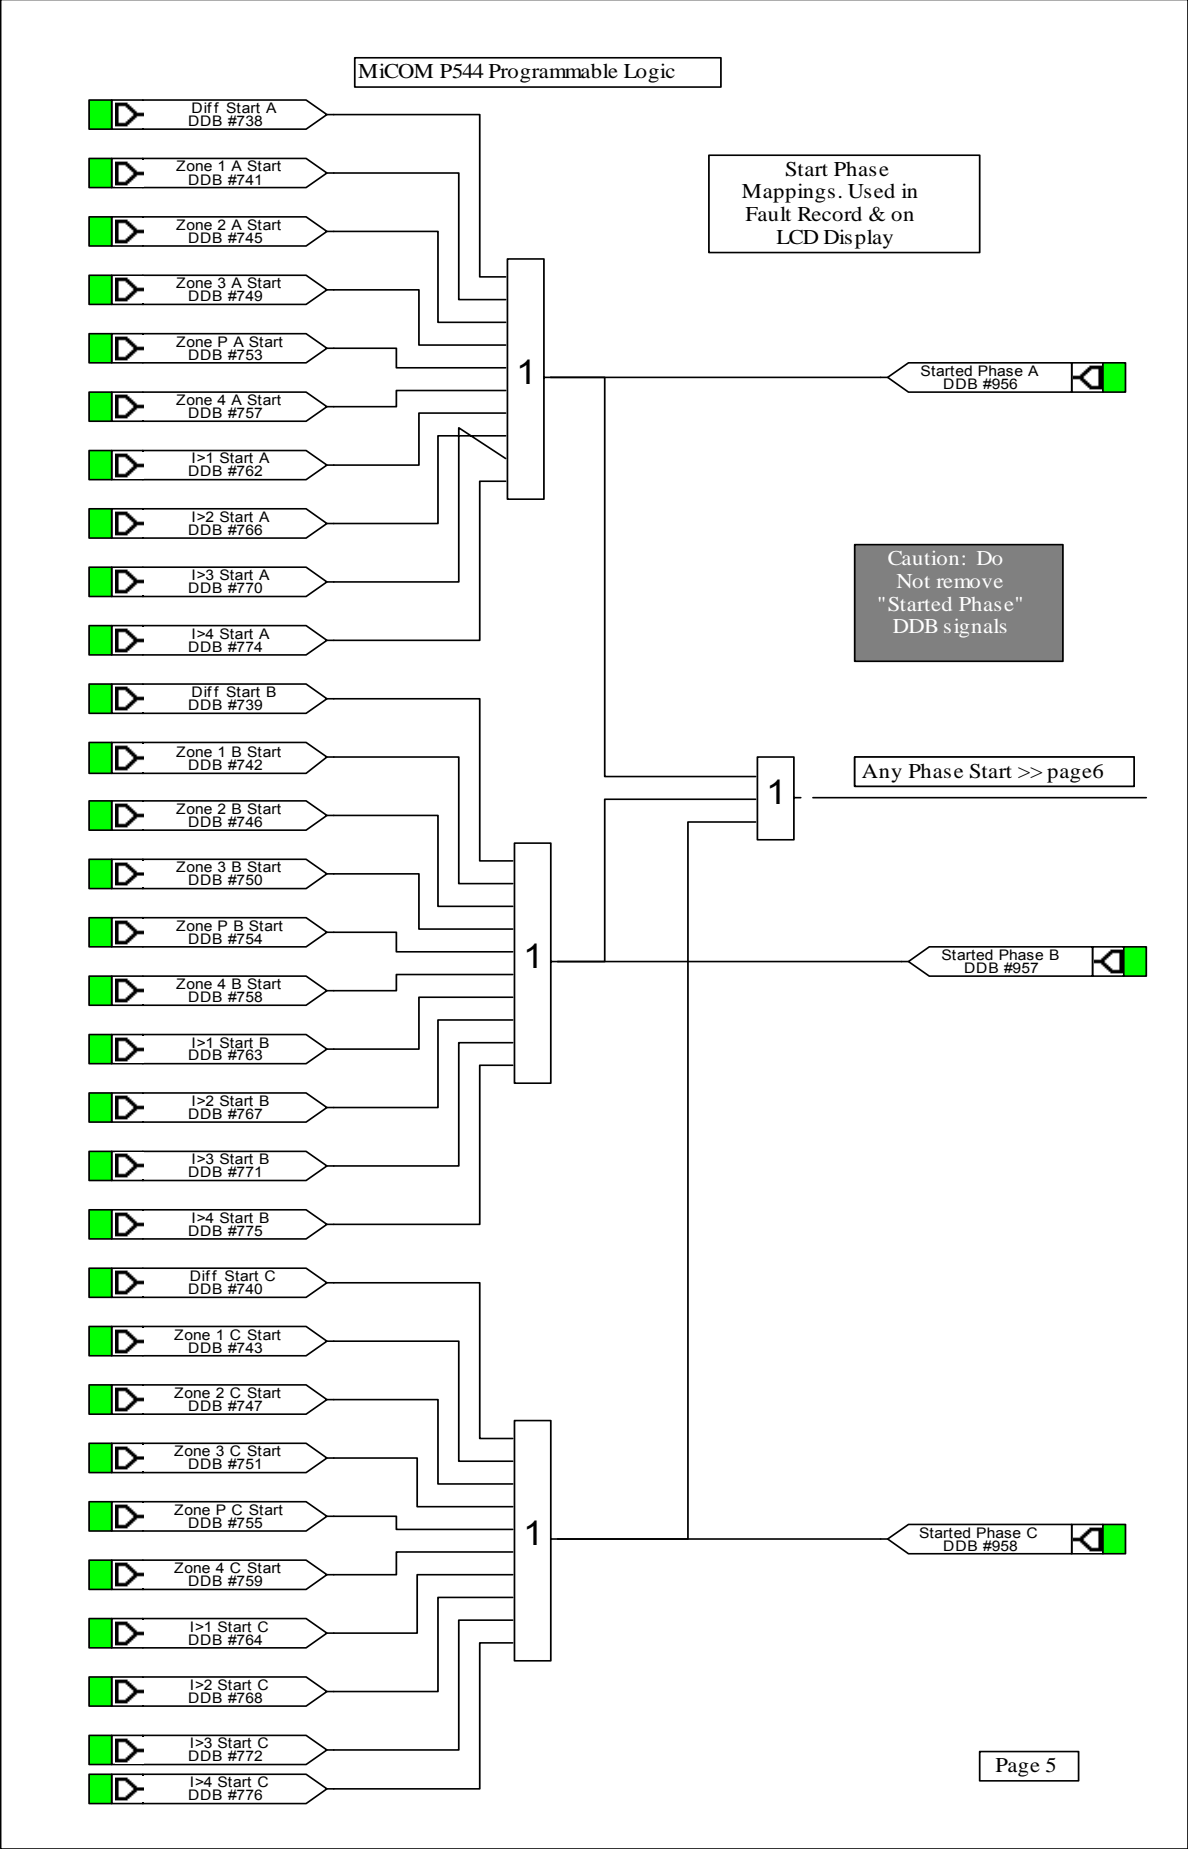 MiCOM P544 Programmable Logic
Diff Start A
DDB #738
Zone 1 A Start
DDB #741
Start Phase
Mappings. Used in
Fault Record & on
LCD Display
Zone 2 A Start
DDB #745
Zone 3 A Start
DDB #749
Zone P A Start
DDB #753
1
Started Phase A
DDB #956
Zone 4 A Start
DDB #757
I>1 Start A
DDB #762
I>2 Start A
DDB #766
Caution: Do
Not remove
"Started Phase"
DDB signals
I>3 Start A
DDB #770
I>4 Start A
DDB #774
Diff Start B
DDB #739
Zone 1 B Start
DDB #742
Any Phase Start >> page6
1
Zone 2 B Start
DDB #746
Zone 3 B Start
DDB #750
Zone P B Start
DDB #754
1
Started Phase B
DDB #957
Zone 4 B Start
DDB #758
I>1 Start B
DDB #763
I>2 Start B
DDB #767
I>3 Start B
DDB #771
I>4 Start B
DDB #775
Diff Start C
DDB #740
Zone 1 C Start
DDB #743
Zone 2 C Start
DDB #747
Zone 3 C Start
DDB #751
Zone P C Start
DDB #755
1
Started Phase C
DDB #958
Zone 4 C Start
DDB #759
I>1 Start C
DDB #764
I>2 Start C
DDB #768
I>3 Start C
DDB #772
Page 5
I>4 Start C
DDB #776